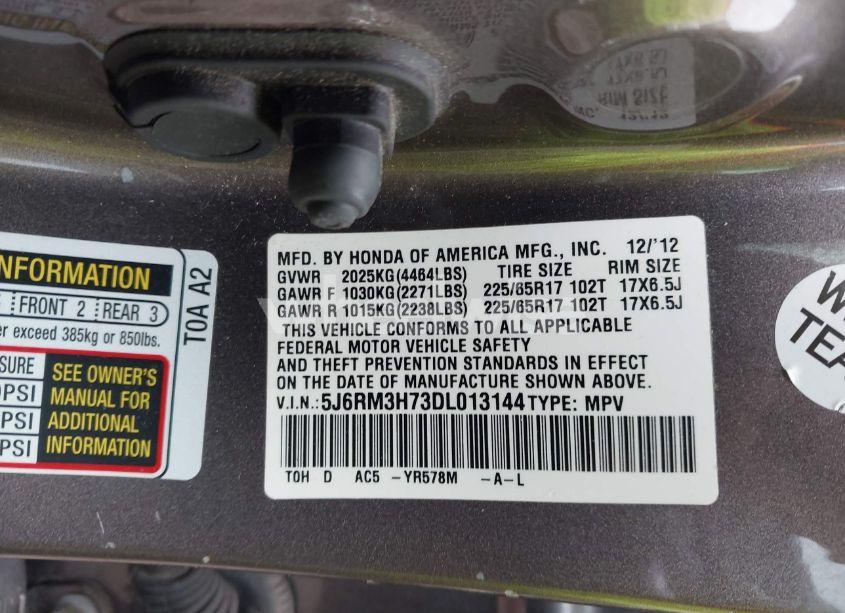 NFORMATION
FRONT 2 REAR 3
er exceed 385kg or 850lbs.
SURE
PSI
PSI
PSI
SEE OWNER'S
MANUAL FOR
ADDITIONAL
INFORMATION
TOA A2
MFD. BY HONDA OF AMERICA MFG., INC. 12/'12
GVWR 2025KG(4464LBS) TIRE SIZE RIM SIZE
GAWR F 1030KG(2271LBS) 225/65R17 102T 17X6.5J
GAWR R 1015KG(2238LBS) 225/65R17 102T 17X6.5J
THIS VEHICLE CONFORMS TO ALL APPLICABLE
FEDERAL MOTOR VEHICLE SAFETY
AND THEFT PREVENTION STANDARDS IN EFFECT
ON THE DATE OF MANUFACTURE SHOWN ABOVE.
V.I.N.: 5J6RM3H73DL013144 TYPE: MPV
TOH D AC5 -YR578M -A-L
TEA